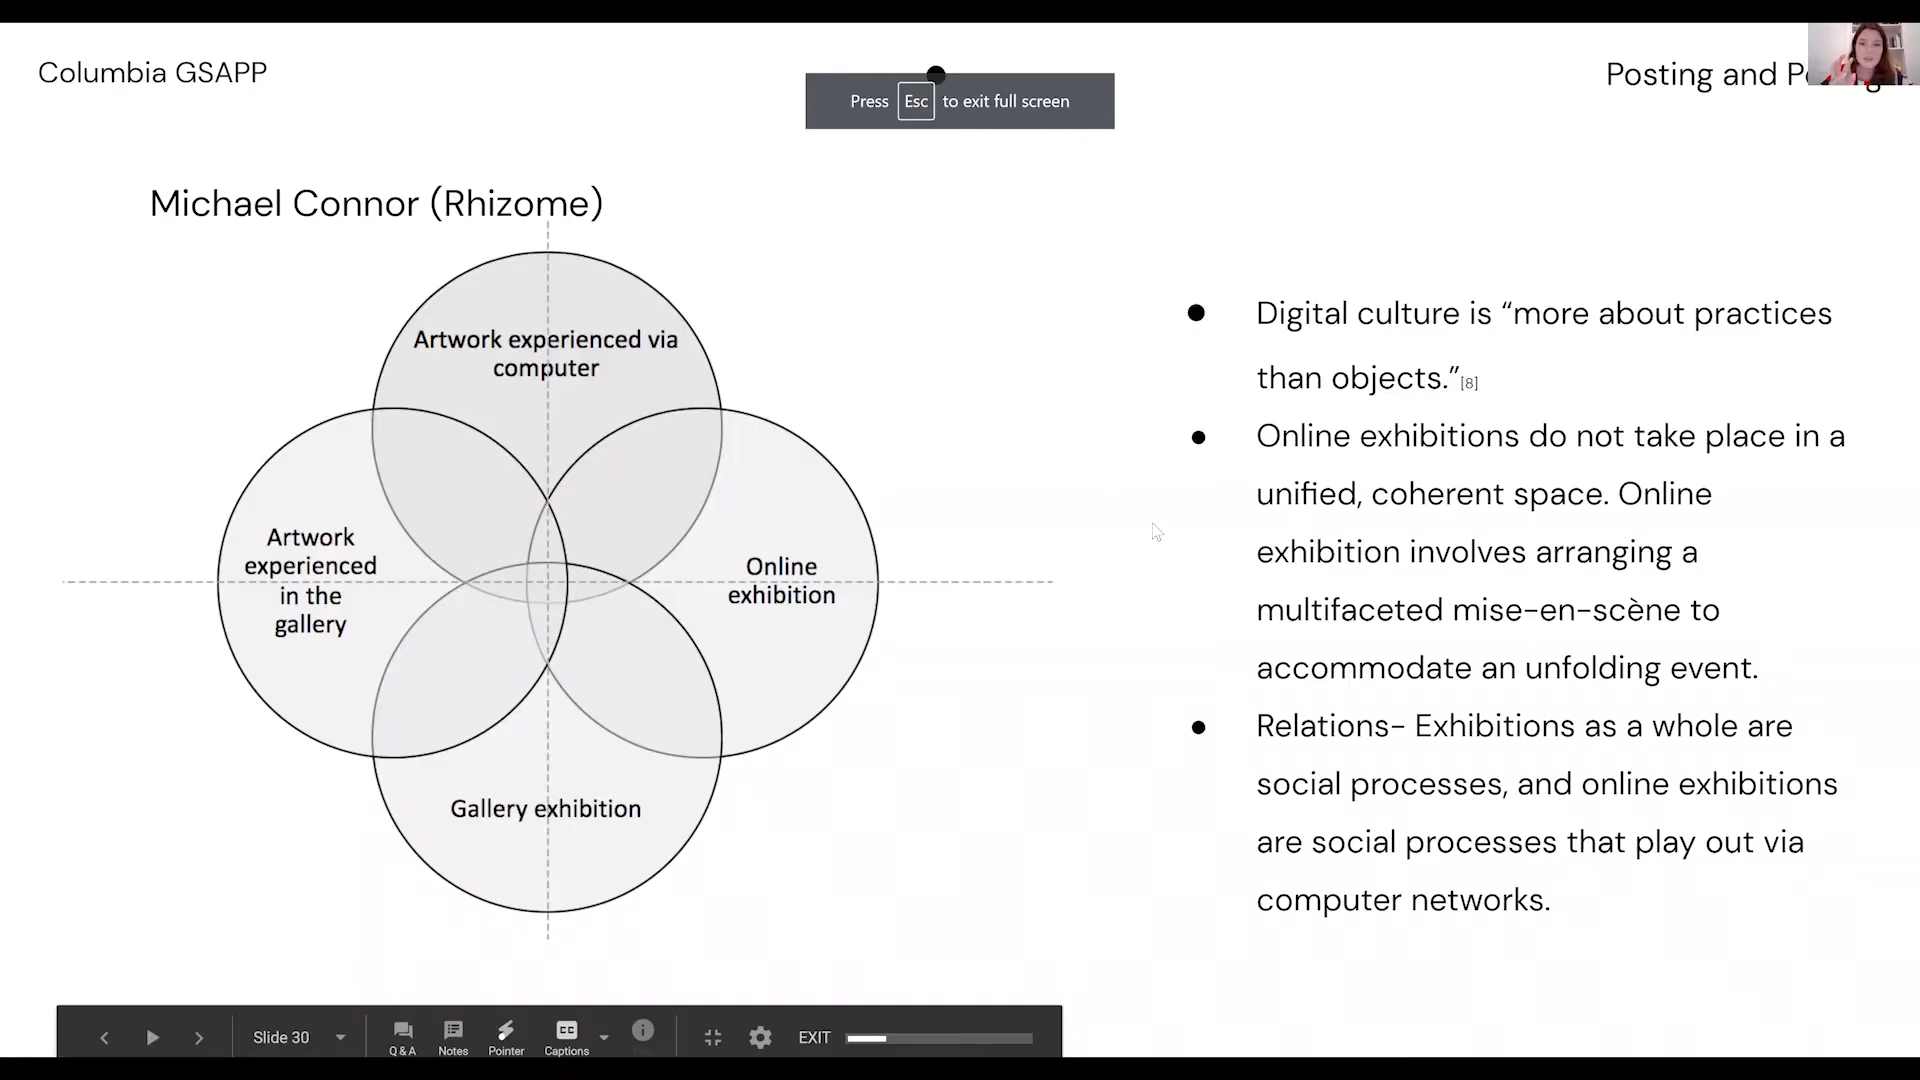 Columbia GSAPP
Posting and
Press Esc to exit full screen
Michael Connor (Rhizome)
Artwork experienced via
computer
Artwork
experienced
in the
gallery
Online
exhibition
Gallery exhibition
● Digital culture is “more about practices
than objects.”[8]
● Online exhibitions do not take place in a
unified, coherent space. Online
exhibition involves arranging a
multifaceted mise-en-scène to
accommodate an unfolding event.
● Relations- Exhibitions as a whole are
social processes, and online exhibitions
are social processes that play out via
computer networks.
Slide 30
Q & A
Notes
Pointer
CC
Captions
EXIT